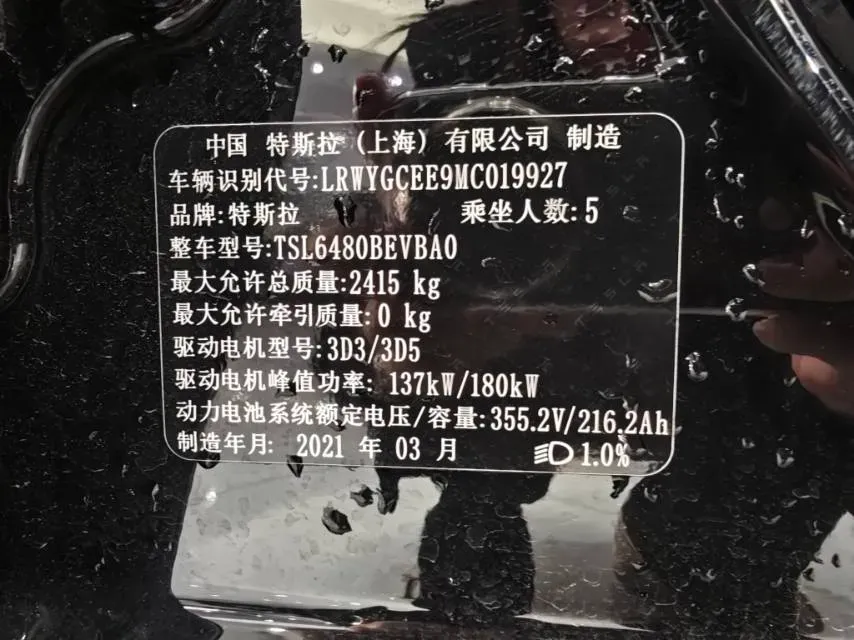 中国 特斯拉（上海）有限公司 制造
车辆识别代号:LRWYGCEE9MC019927
品牌:特斯拉 乘坐人数:5
整车型号:TSL6480BEVBA0
最大允许总质量:2415 kg
最大允许牵引质量:0 kg
驱动电机型号:3D3/3D5
驱动电机峰值功率: 137kW/180kW
动力电池系统额定电压/容量:355.2V/216.2Ah
制造年月: 2021 年 03 月 1.0%